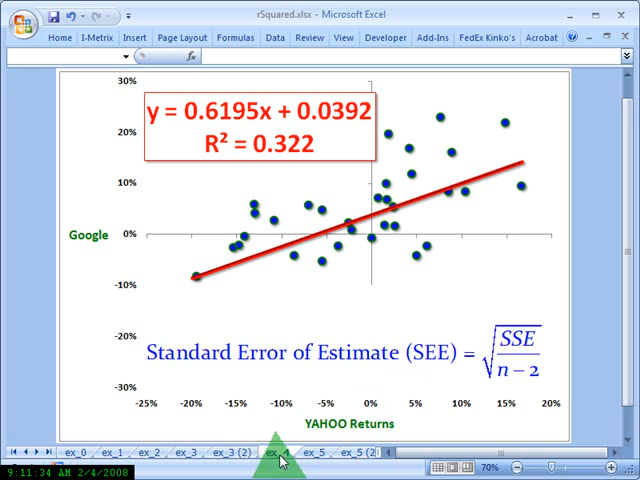 rSquared.xlsx - Microsoft Excel
Home I-Metrix Insert Page Layout Formulas Data Review View Developer Add-Ins FedEx Kinko's Acrobat
fx
30%
y = 0.6195x + 0.0392
R² = 0.322
20%
10%
Google 0%
-10%
-20%
Standard Error of Estimate (SEE) = √SSE/n – 2
-30%
-25% -20% -15% -10% -5% 0% 5% 10% 15% 20%
YAHOO Returns
ex_0 ex_1 ex_2 ex_3 ex_3 (2) ex_4 ex_5 ex_5 (2
9:11:34 AM 2/4/2008 70%